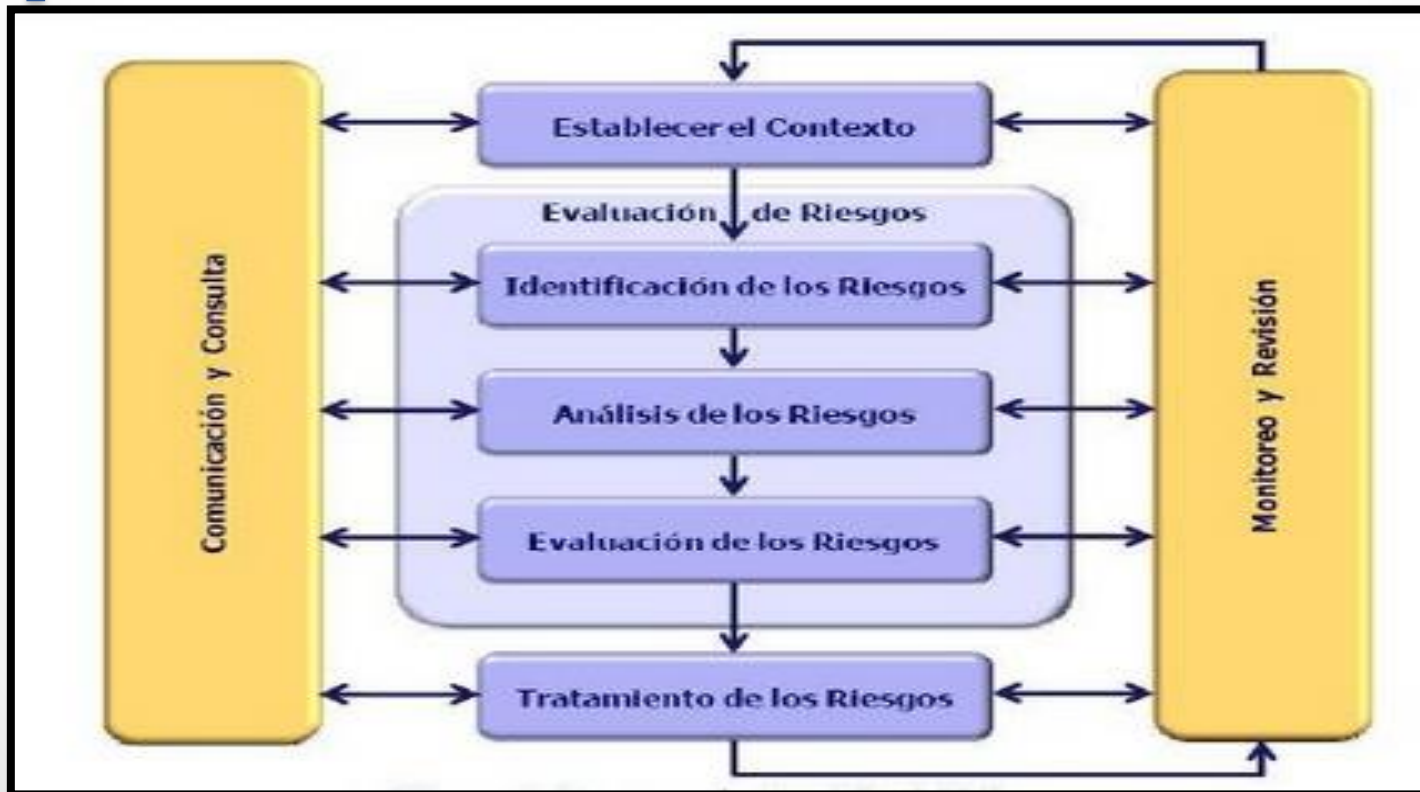 Establecer el Contexto
Evaluación de Riesgos
Identificación de los Riesgos
Análisis de los Riesgos
Evaluación de los Riesgos
Tratamiento de los Riesgos
Comunicación y Consulta
Monitoreo y Revisión